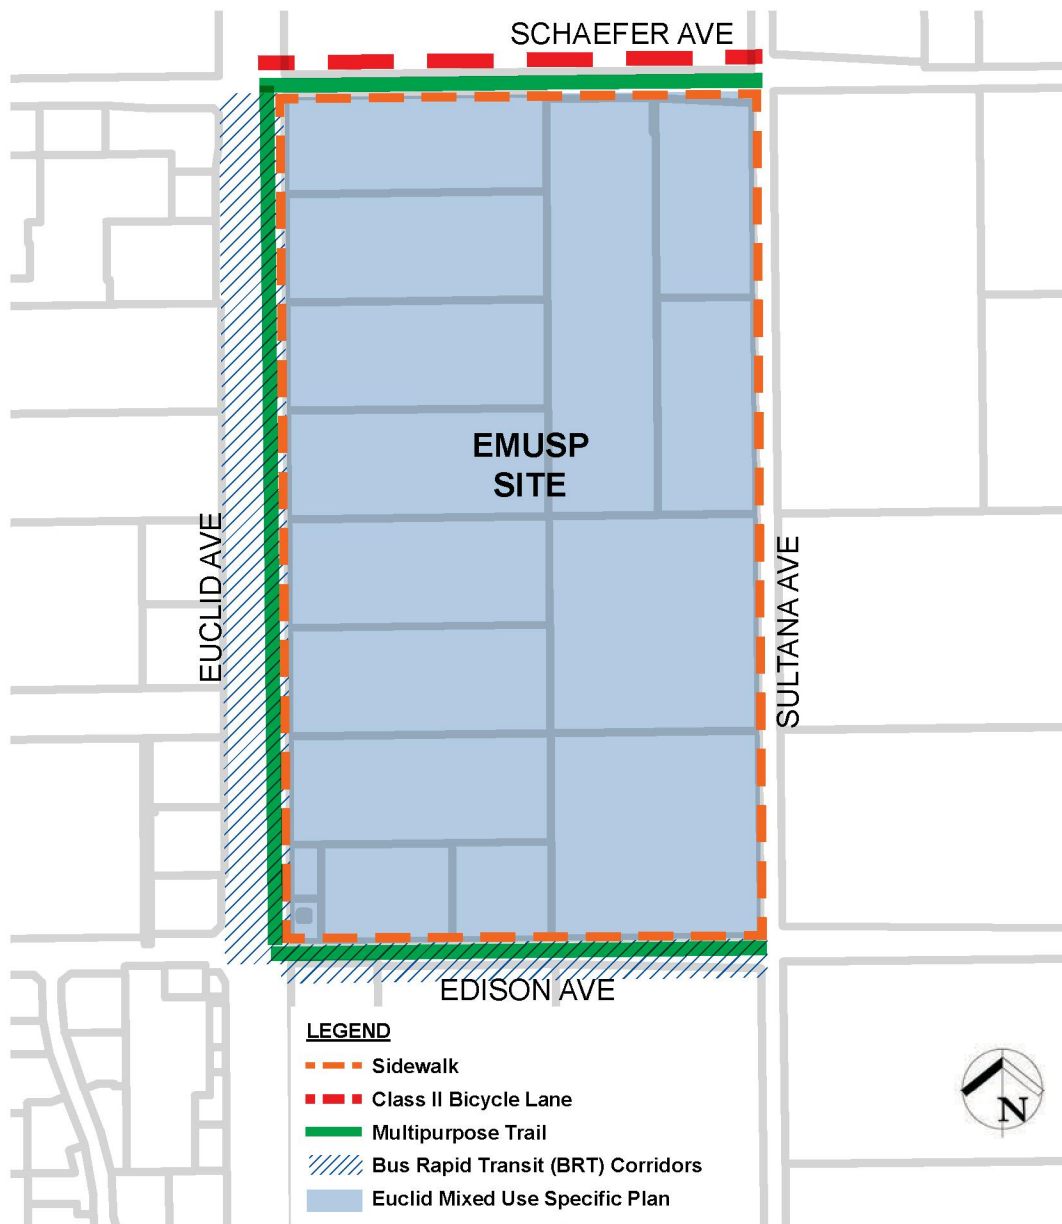 SCHAEFER AVE
EMUSP
SITE
EUCLID AVE
SULTANA AVE
EDISON AVE
LEGEND
Sidewalk
Class II Bicycle Lane
Multipurpose Trail
Bus Rapid Transit (BRT) Corridors
Euclid Mixed Use Specific Plan
N